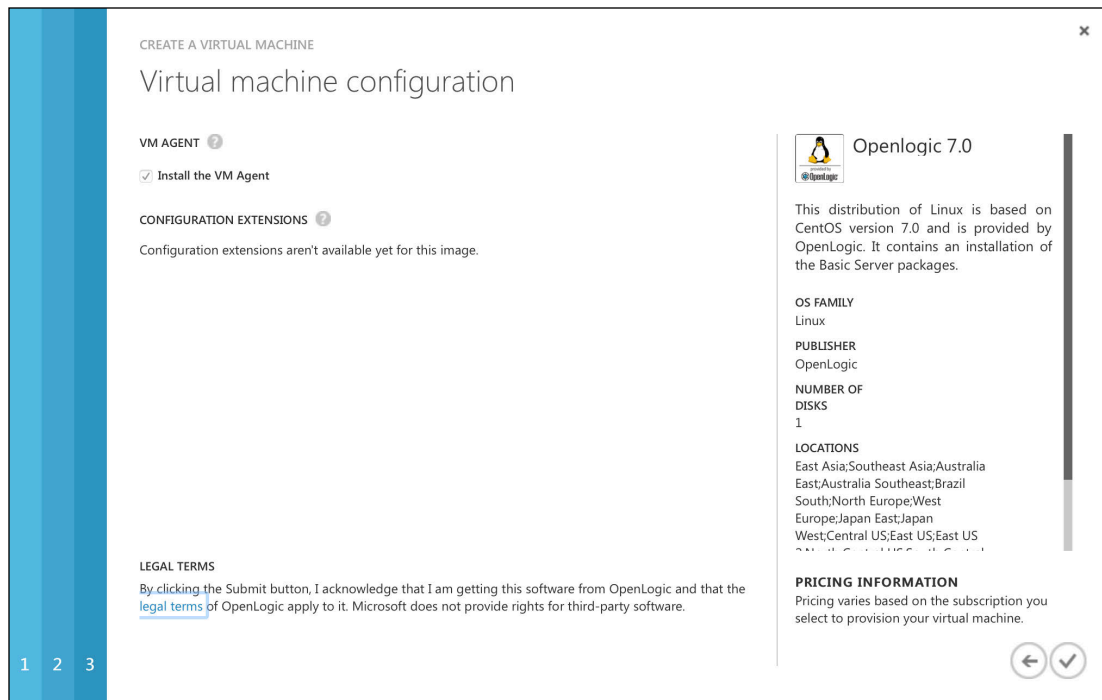 CREATE A VIRTUAL MACHINE
Virtual machine configuration
VM AGENT ?
Install the VM Agent
CONFIGURATION EXTENSIONS ?
Configuration extensions aren't available yet for this image.
LEGAL TERMS
By clicking the Submit button, I acknowledge that I am getting this software from OpenLogic and that the
legal terms of OpenLogic apply to it. Microsoft does not provide rights for third-party software.
provided by
OpenLogic
Openlogic 7.0
This distribution of Linux is based on
CentOS version 7.0 and is provided by
OpenLogic. It contains an installation of
the Basic Server packages.
OS FAMILY
Linux
PUBLISHER
OpenLogic
NUMBER OF
DISKS
1
LOCATIONS
East Asia;Southeast Asia;Australia
East;Australia Southeast;Brazil
South;North Europe;West
Europe;Japan East;Japan
West;Central US;East US;East US
PRICING INFORMATION
Pricing varies based on the subscription you
select to provision your virtual machine.
1 2 3